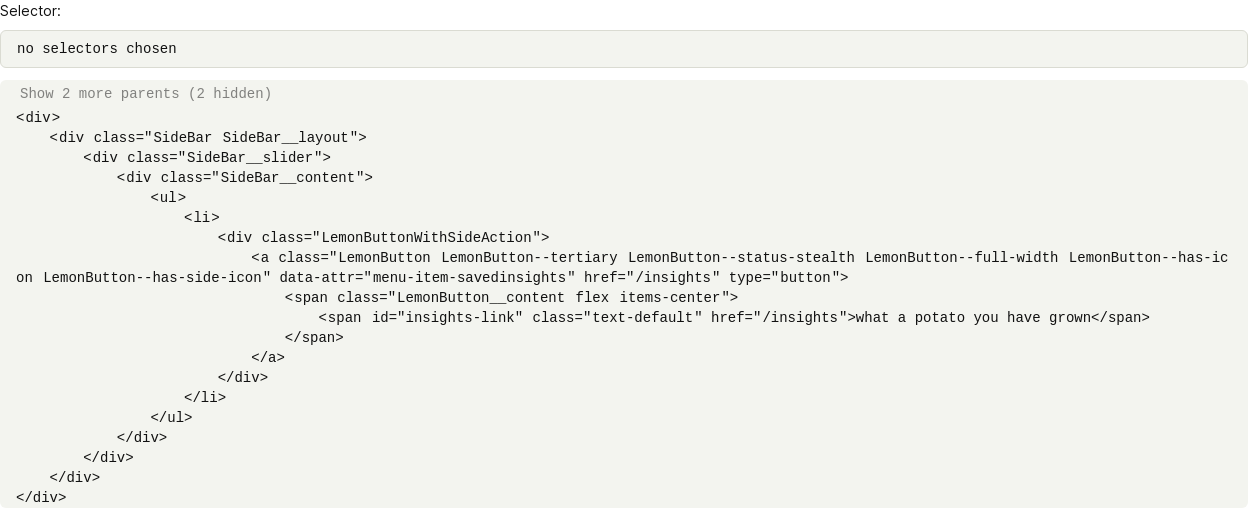 Selector:
no selectors chosen
Show 2 more parents (2 hidden)
<div>
<div class="SideBar SideBar__layout">
<div class="SideBar__slider">
<div class="SideBar__content">
<ul>
<li>
<div class="LemonButtonWithSideAction">
<a class="LemonButton LemonButton--tertiary LemonButton--status-stealth LemonButton--full-width LemonButton--has-ic
on LemonButton--has-side-icon" data-attr="menu-item-savedinsights" href="/insights" type="button">
<span class="LemonButton__content flex items-center">
<span id="insights-link" class="text-default" href="/insights">what a potato you have grown</span>
</span>
</a>
</div>
</li>
</ul>
</div>
</div>
</div>
</div>